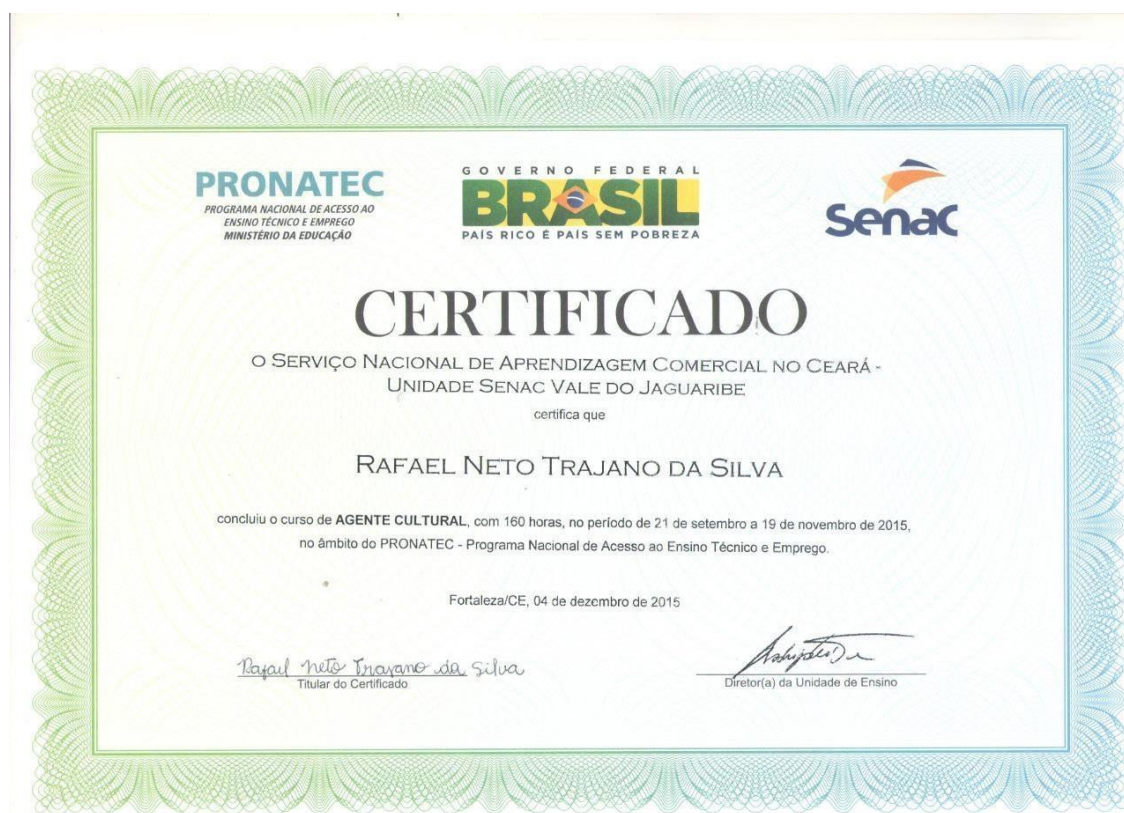 PRONATEC
PROGRAMA NACIONAL DE ACESSO AO
ENSINO TÉCNICO E EMPREGO
MINISTÉRIO DA EDUCAÇÃO
GOVERNO FEDERAL
BRASIL
PAÍS RICO É PAÍS SEM POBREZA
Senac
CERTIFICADO
O SERVIÇO NACIONAL DE APRENDIZAGEM COMERCIAL NO CEARÁ -
UNIDADE SENAC VALE DO JAGUARIBE
certifica que
RAFAEL NETO TRAJANO DA SILVA
concluiu o curso de AGENTE CULTURAL, com 160 horas, no período de 21 de setembro a 19 de novembro de 2015,
no âmbito do PRONATEC - Programa Nacional de Acesso ao Ensino Técnico e Emprego.
Fortaleza/CE, 04 de dezembro de 2015
Rafael Neto Trajano da Silva
Titular do Certificado
Diretor(a) da Unidade de Ensino